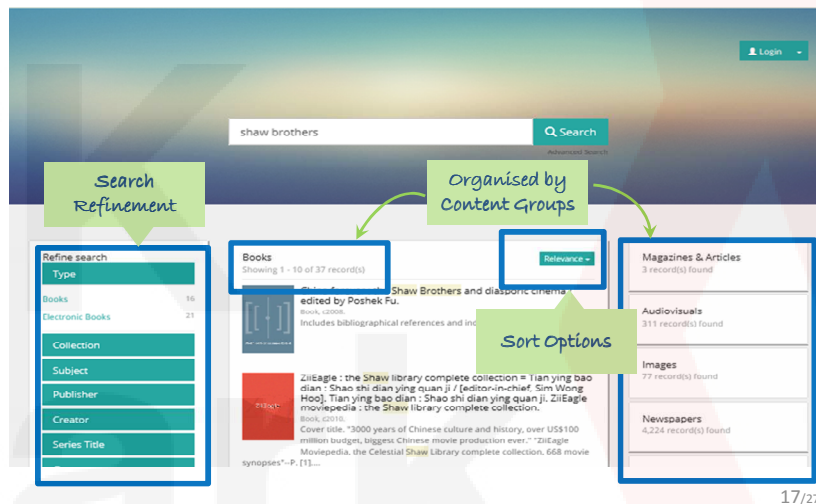 Login
shaw brothers
Search
Advanced Search
Search
Refinement
Organised by
Content Groups
Refine search
Type
Books 16
Electronic Books 21
Collection
Subject
Publisher
Creator
Series Title
Books
Showing 1 - 10 of 37 record(s)
Relevance
Shaw Brothers and diasporic cinema
edited by Poshek Fu.
Book, c2008.
Includes bibliographical references and
Sort Options
ZiiEagle : the Shaw library complete collection = Tian ying bao
dian : Shao shi dian ying quan ji / [editor-in-chief, Sim Wong
Hoo]. Tian ying bao dian : Shao shi dian ying quan ji. ZiiEagle
moviepedia : the Shaw library complete collection.
Book, c2010.
Cover title. "3000 years of Chinese culture and history, over US$100
million budget, biggest Chinese movie production ever." "ZiiEagle
Moviepedia, the Celestial Shaw Library complete collection. 668 movie
synopses"--P. [1]....
Magazines & Articles
3 record(s) found
Audiovisuals
311 record(s) found
Images
77 record(s) found
Newspapers
4,224 record(s) found
17/27